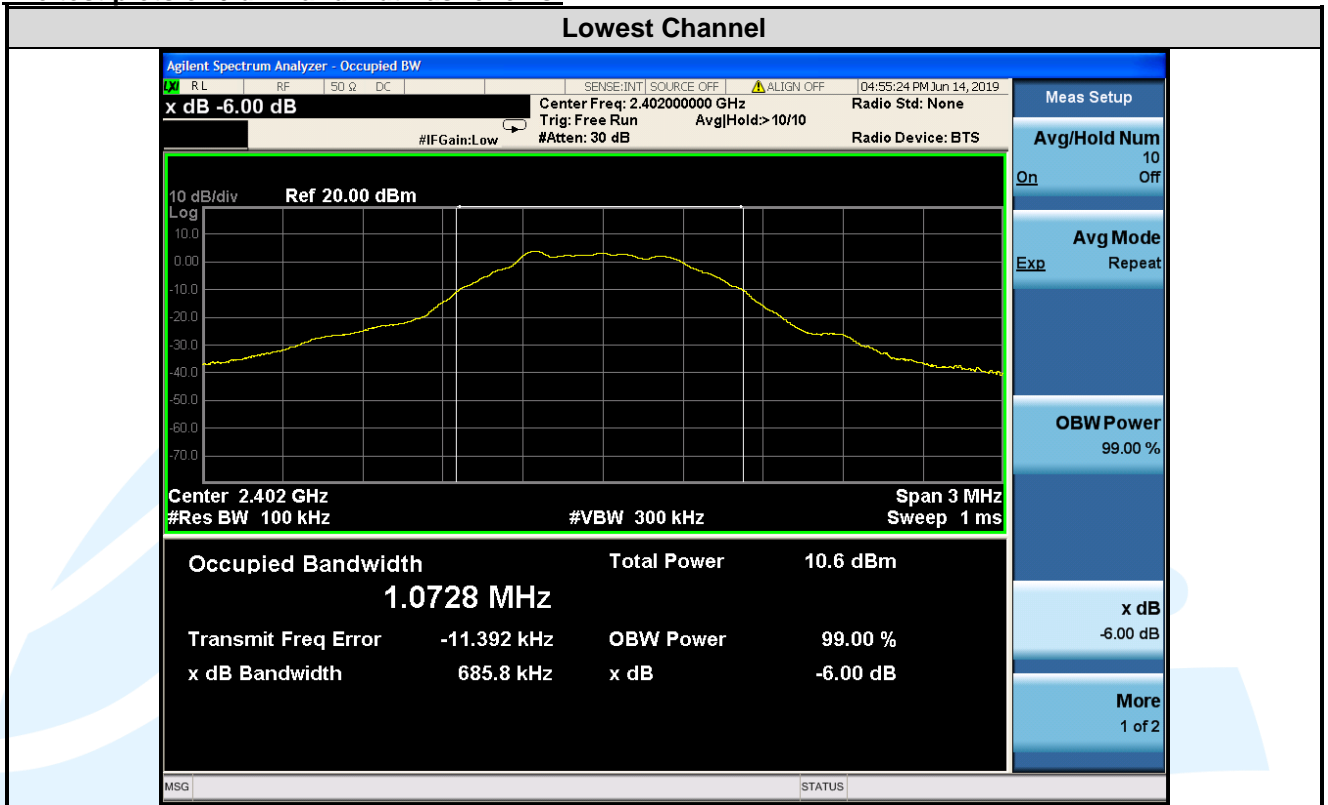 Lowest Channel
Agilent Spectrum Analyzer - Occupied BW
LXI RL RF 50 Ω DC SENSE:INT SOURCE OFF ALIGN OFF 04:55:24 PM Jun 14, 2019
x dB -6.00 dB
Center Freq: 2.402000000 GHz
Radio Std: None
Trig: Free Run Avg|Hold:>10/10
#IFGain:Low
#Atten: 30 dB
Radio Device: BTS
10 dB/div Ref 20.00 dBm
Log
10.0
0.00
-10.0
-20.0
-30.0
-40.0
-50.0
-60.0
-70.0
Center 2.402 GHz
Span 3 MHz
#Res BW 100 kHz
#VBW 300 kHz
Sweep 1 ms
Occupied Bandwidth
Total Power 10.6 dBm
1.0728 MHz
Transmit Freq Error -11.392 kHz
OBW Power 99.00 %
x dB Bandwidth 685.8 kHz
x dB -6.00 dB
MSG
STATUS
Meas Setup
Avg/Hold Num
10
On Off
Avg Mode
Exp Repeat
OBW Power
99.00 %
x dB
-6.00 dB
More
1 of 2